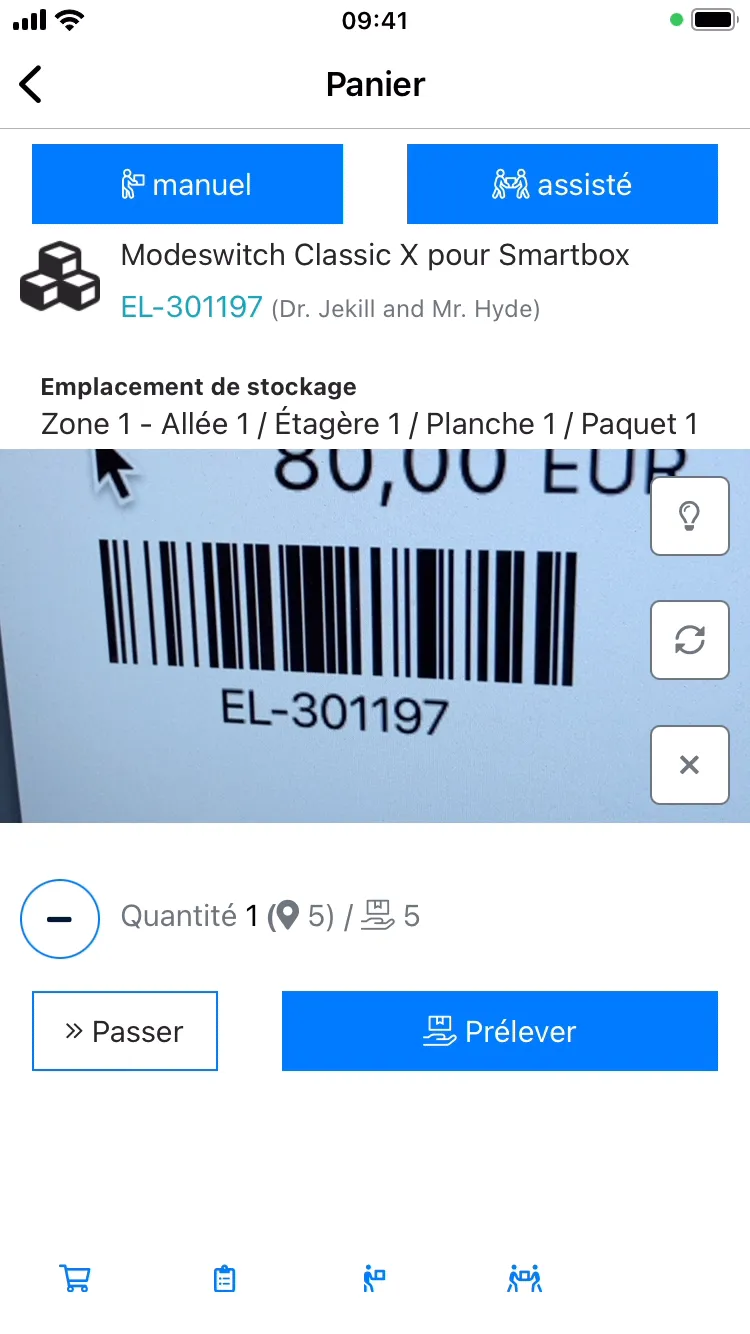 09:41
Panier
manuel
assisté
Modeswitch Classic X pour Smartbox
EL-301197 (Dr. Jekill and Mr. Hyde)
Emplacement de stockage
Zone 1 - Allée 1 / Étagère 1 / Planche 1 / Paquet 1
80,00 EUR
EL-301197
Quantité 1 ( 5) / 5
» Passer
Prélever